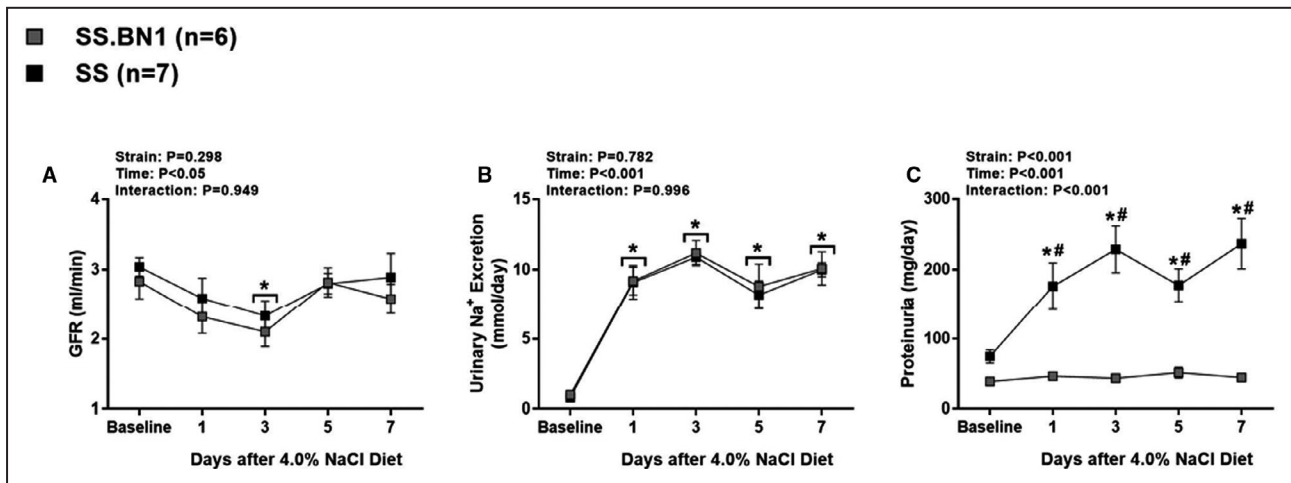 SS.BN1 (n=6)
SS (n=7)
A
Strain: P=0.298
Time: P<0.05
Interaction: P=0.949
GFR (ml/min)
4
3
2
1
*
Baseline 1 3 5 7
Days after 4.0% NaCl Diet
B
Strain: P=0.782
Time: P<0.001
Interaction: P=0.996
Urinary Na+ Excretion
(mmol/day)
15
10
5
0
* * * *
Baseline 1 3 5 7
Days after 4.0% NaCl Diet
C
Strain: P<0.001
Time: P<0.001
Interaction: P<0.001
Proteinuria (mg/day)
300
200
100
0
*# *# *# *#
Baseline 1 3 5 7
Days after 4.0% NaCl Diet